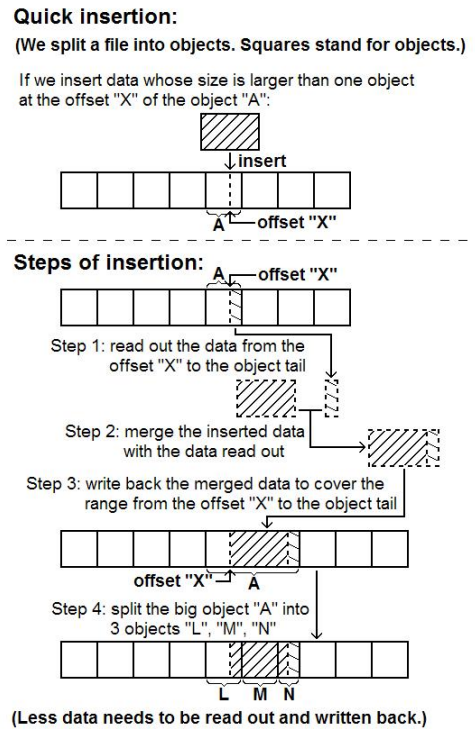 Quick insertion:
(We split a file into objects. Squares stand for objects.)
If we insert data whose size is larger than one object
at the offset "X" of the object "A":
insert
A
offset "X"
Steps of insertion:
A
offset "X"
Step 1: read out the data from the
offset "X" to the object tail
Step 2: merge the inserted data
with the data read out
Step 3: write back the merged data to cover the
range from the offset "X" to the object tail
offset "X"
A
Step 4: split the big object "A" into
3 objects "L", "M", "N"
L M N
(Less data needs to be read out and written back.)